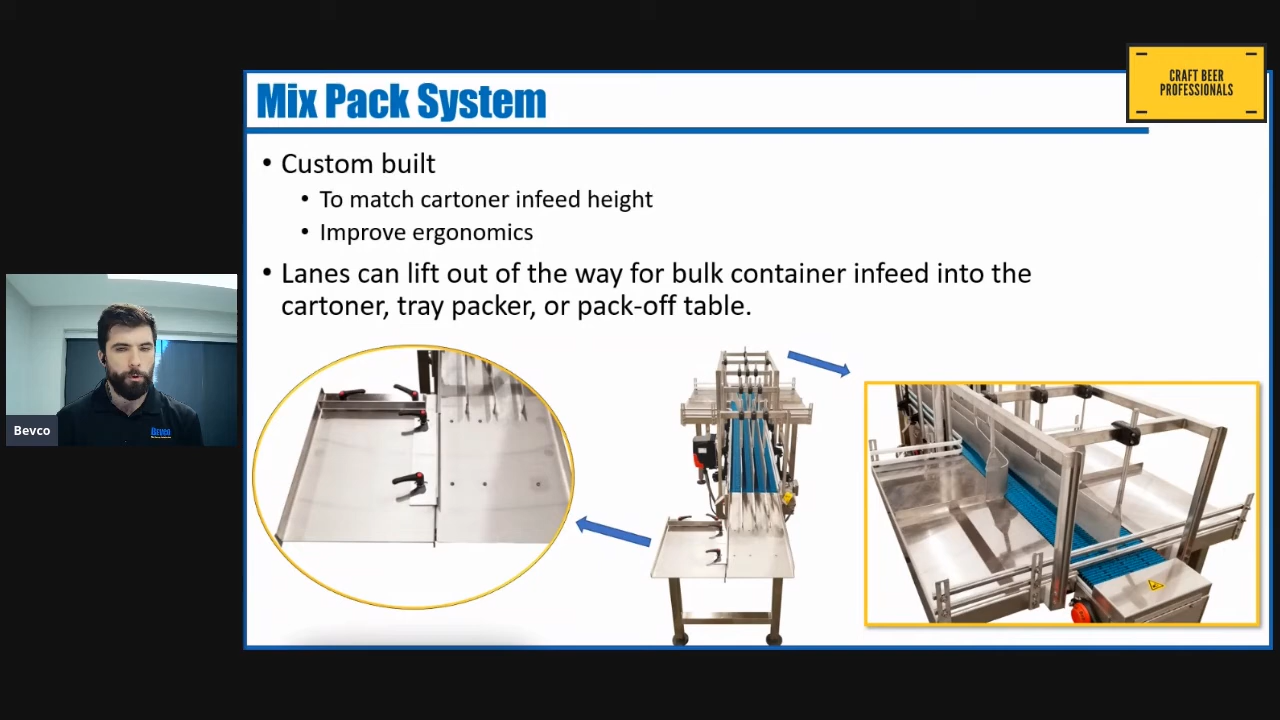 CRAFT BEER
PROFESSIONALS
Mix Pack System
• Custom built
• To match cartoner infeed height
• Improve ergonomics
• Lanes can lift out of the way for bulk container infeed into the
cartoner, tray packer, or pack-off table.
Bevco
BEVCO